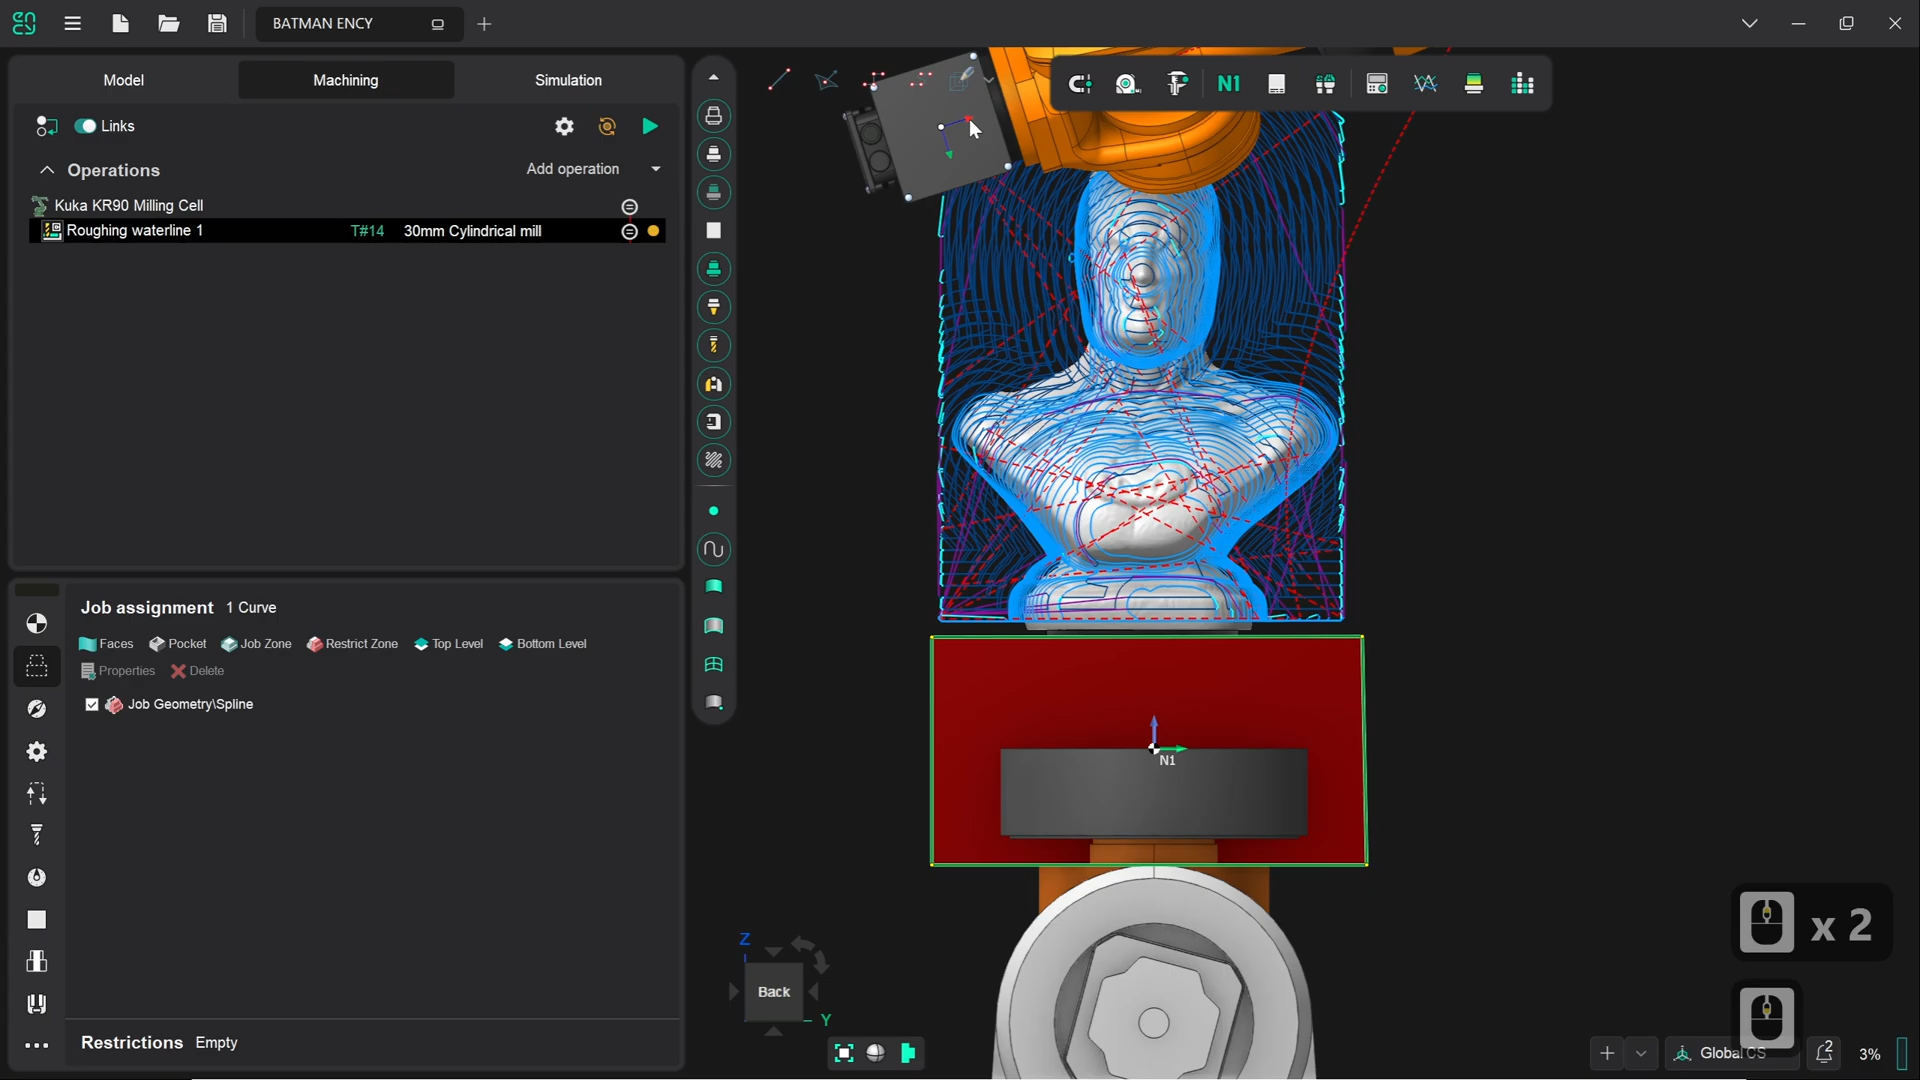 BATMAN ENCY
Model
Machining
Simulation
Links
Operations
Add operation
Kuka KR90 Milling Cell
Roughing waterline 1
T#14
30mm Cylindrical mill
N1
Job assignment 1 Curve
Faces
Pocket
Job Zone
Restrict Zone
Top Level
Bottom Level
Properties
Delete
Job Geometry\Spline
Restrictions Empty
N1
Z
Back
Y
x 2
Global CS
2
3%